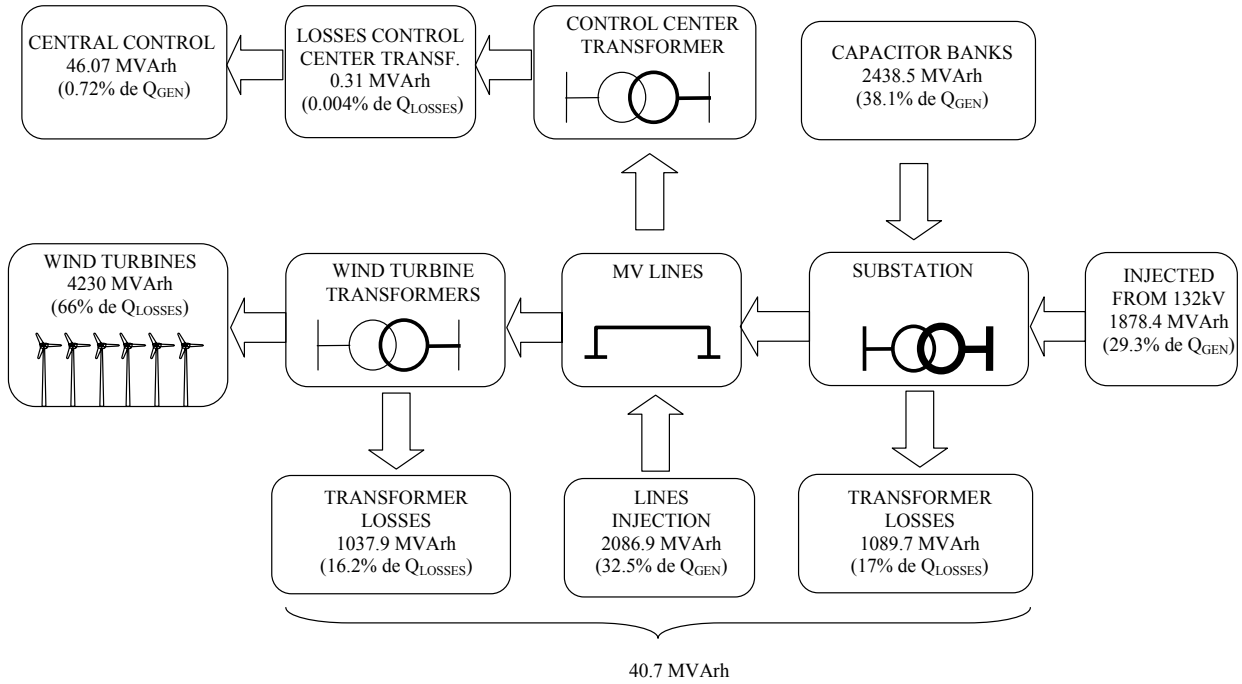 CENTRAL CONTROL
46.07 MVArh
(0.72% de QGEN)
LOSSES CONTROL
CENTER TRANSF.
0.31 MVArh
(0.004% de QLOSSES)
CONTROL CENTER
TRANSFORMER
CAPACITOR BANKS
2438.5 MVArh
(38.1% de QGEN)
WIND TURBINES
4230 MVArh
(66% de QLOSSES)
WIND TURBINE
TRANSFORMERS
MV LINES
SUBSTATION
INJECTED
FROM 132kV
1878.4 MVArh
(29.3% de QGEN)
TRANSFORMER
LOSSES
1037.9 MVArh
(16.2% de QLOSSES)
LINES
INJECTION
2086.9 MVArh
(32.5% de QGEN)
TRANSFORMER
LOSSES
1089.7 MVArh
(17% de QLOSSES)
40.7 MVArh